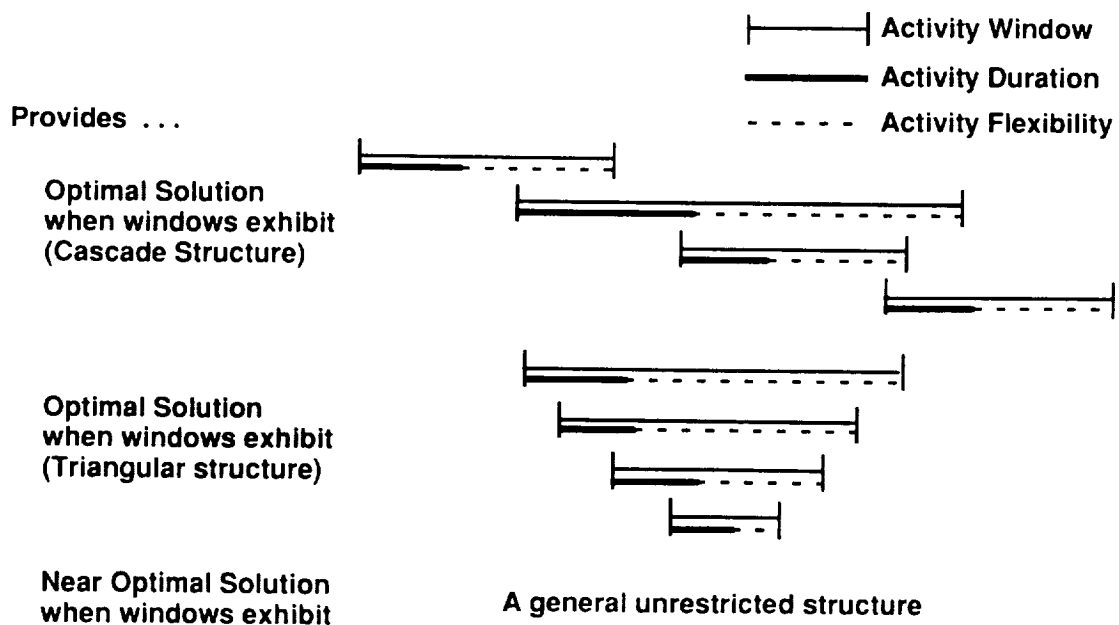 Activity Window
Activity Duration
Activity Flexibility
Provides ...
Optimal Solution
when windows exhibit
(Cascade Structure)
Optimal Solution
when windows exhibit
(Triangular structure)
Near Optimal Solution
when windows exhibit
A general unrestricted structure